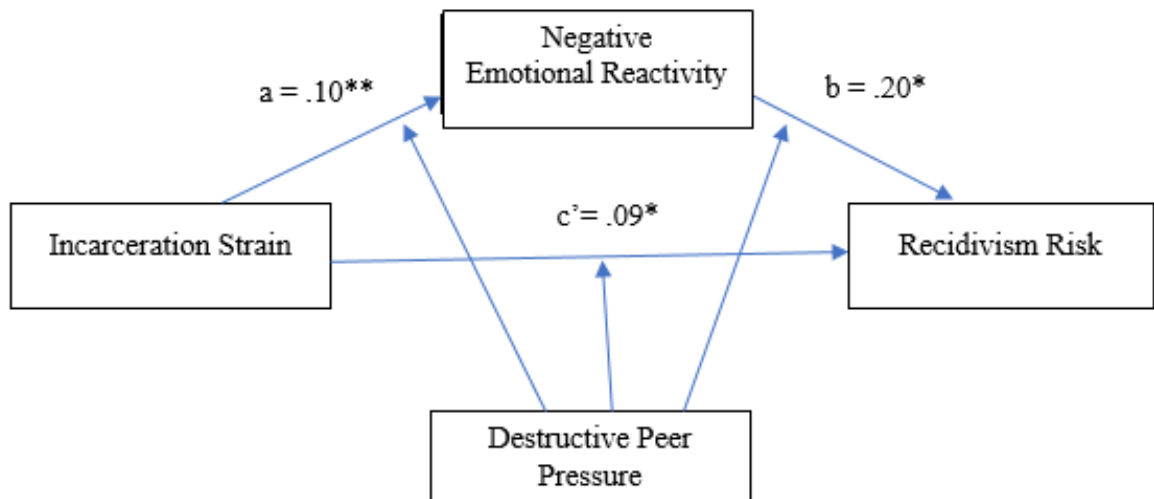 Negative
Emotional Reactivity
a = .10**
b = .20*
c’= .09*
Incarceration Strain
Recidivism Risk
Destructive Peer
Pressure